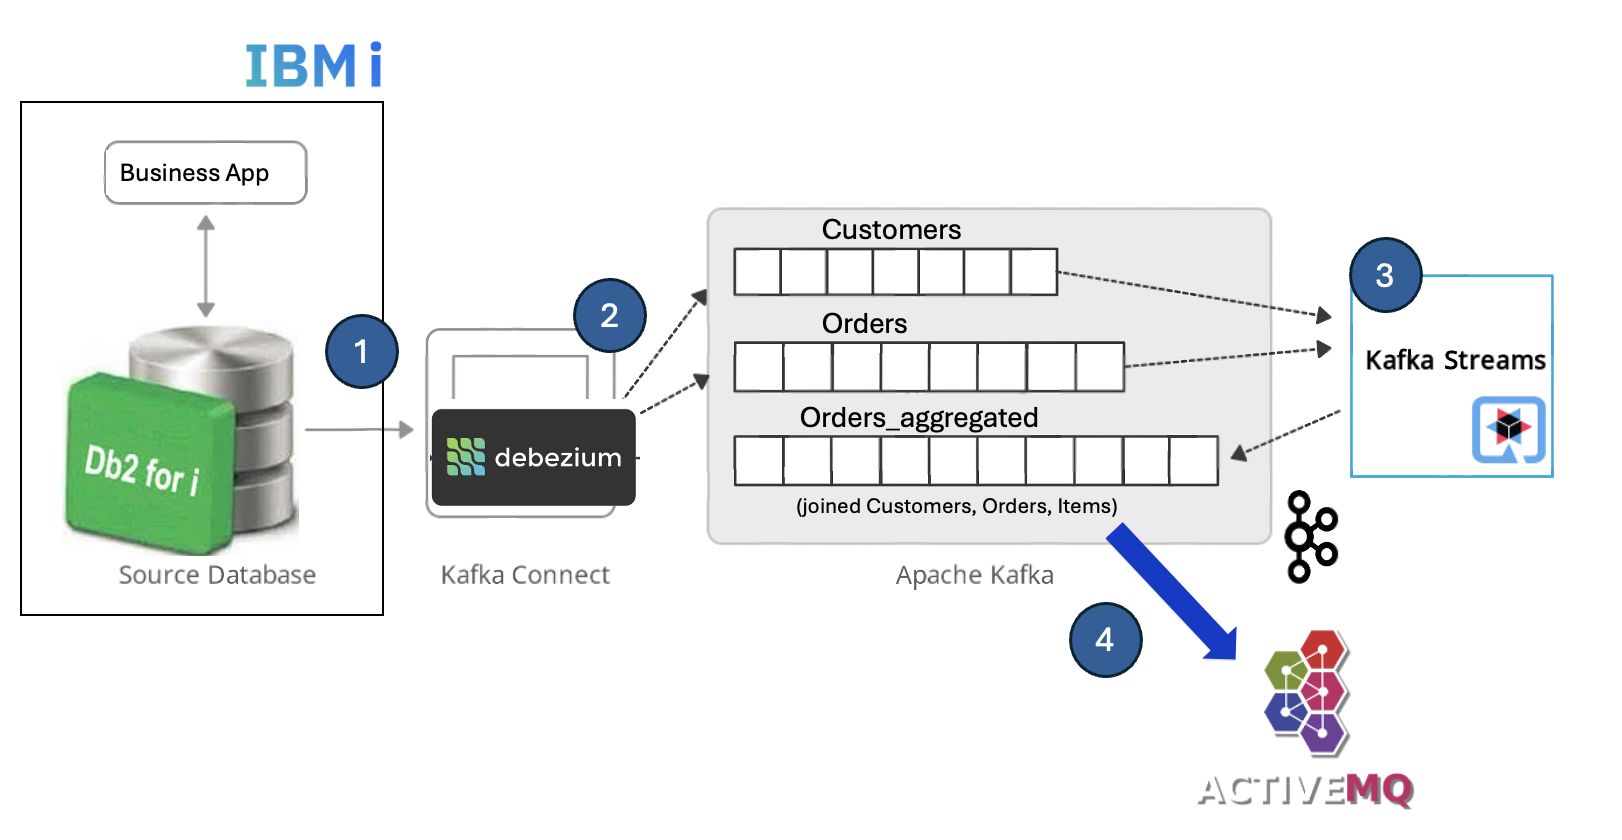 IBM i
Business App
1
Db2 for i
Source Database
2
debezium
Kafka Connect
Customers
Orders
Orders_aggregated
(joined Customers, Orders, Items)
Apache Kafka
3
Kafka Streams
4
ACTIVEMQ